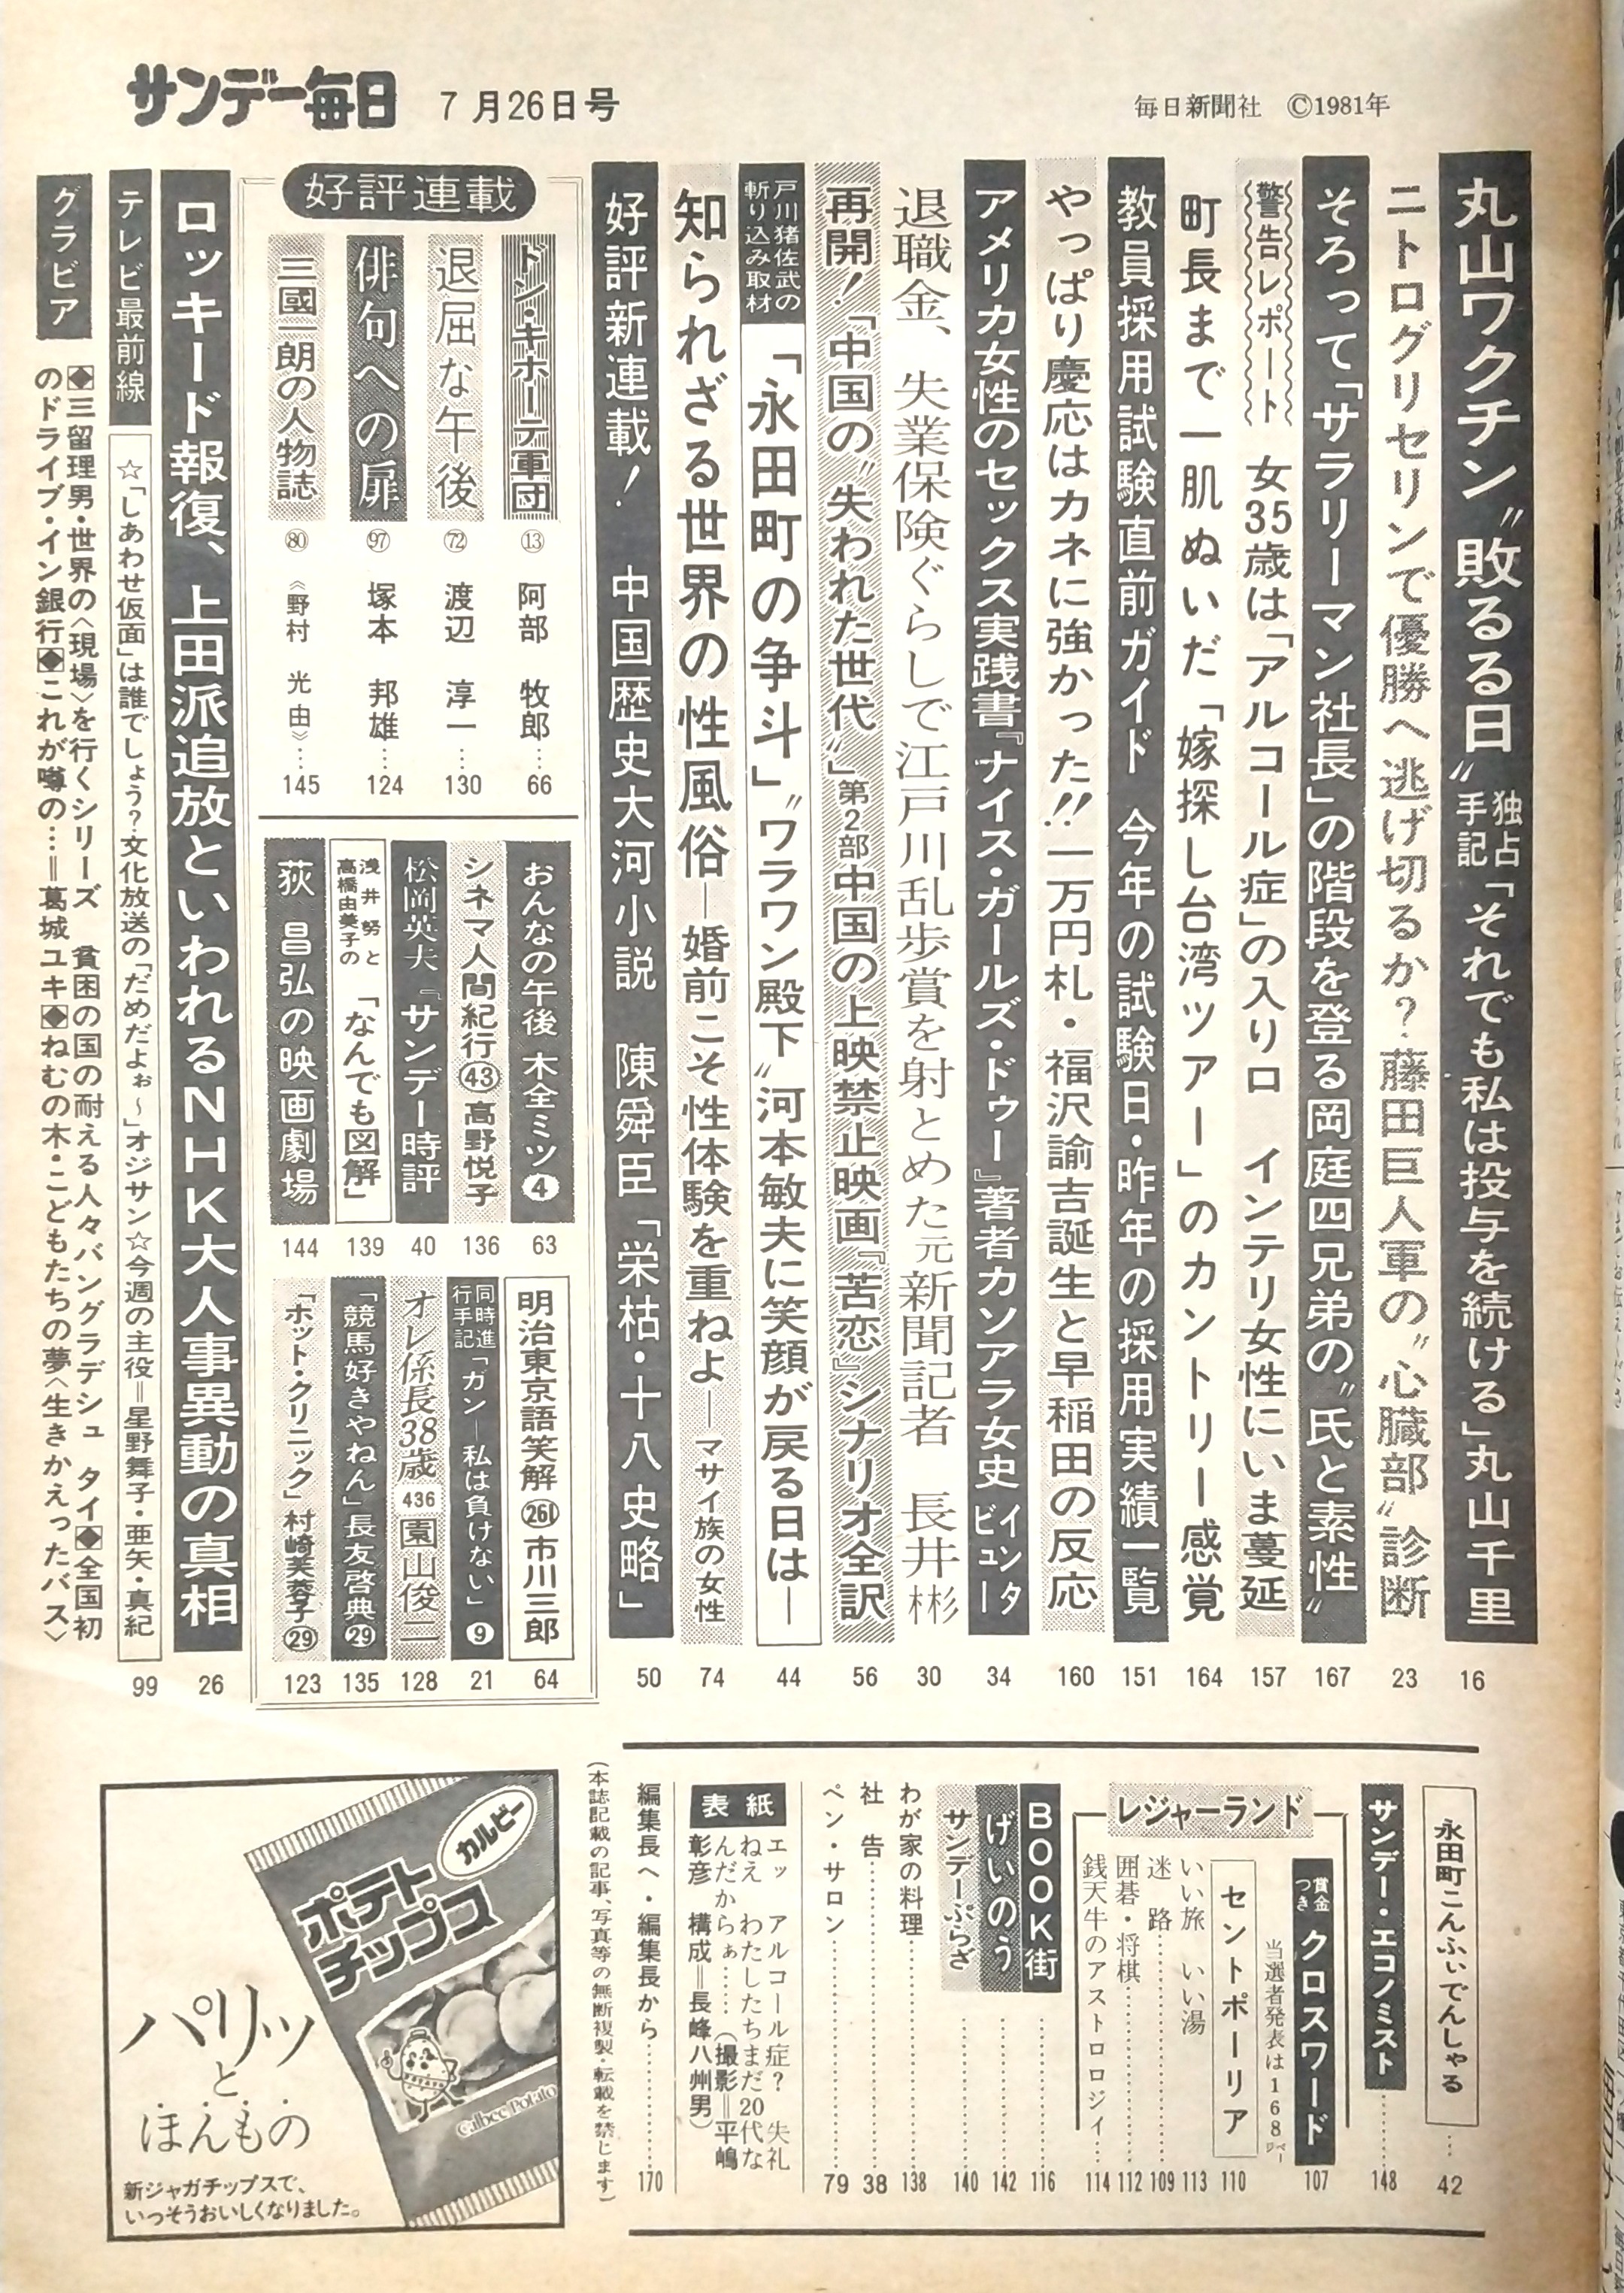 サンデー毎日 7月26日号
毎日新聞社 ©1981年
丸山ワクチン〝敗るる日〟独占手記「それでも私は投与を続ける」丸山千里 16
ニトログリセリンで優勝へ逃げ切るか?藤田巨人軍の〝心臓部〟診断 23
そろって「サラリーマン社長」の階段を登る岡庭四兄弟の〝氏と素性〟 167
警告レポート 女35歳は「アルコール症」の入り口 インテリ女性にいま蔓延 157
町長まで一肌ぬいだ「嫁探し台湾ツアー」のカントリー感覚 164
教員採用試験直前ガイド 今年の試験日・昨年の採用実績一覧 151
やっぱり慶応はカネに強かった!!一万円札・福沢諭吉誕生と早稲田の反応 160
アメリカ女性のセックス実践書『ナイス・ガールズ・ドゥー』著者カソアラ女史インタビュー 34
退職金、失業保険ぐらしで江戸川乱歩賞を射とめた元新聞記者 長井彬 30
再開!「中国の〝失われた世代〟」第2部中国の上映禁止映画『苦恋』シナリオ全訳 56
戸川猪佐武の斬り込み取材 「永田町の争斗」〝ワラワン殿下〟河本敏夫に笑顔が戻る日は― 44
知られざる世界の性風俗―婚前こそ性体験を重ねよ―マサイ族の女性 74
好評新連載! 中国歴史大河小説 陳舜臣「栄枯・十八史略」 50
好評連載
ドン・キホーテ軍団 ⑬ 阿部 牧郎…… 66
退屈な午後 72 渡辺 淳一…… 130
俳句への扉 97 塚本 邦雄…… 124
三國一朗の人物誌 80 《野村 光由》…… 145
おんなの午後 木全ミツ❹ 63
シネマ人間紀行㊸高野悦子 136
松岡英夫『サンデー時評 40
浅井努と高橋由美子の「なんでも図解」 139
荻 昌弘の映画劇場 144
明治東京語笑解 261 市川三郎 64
同時進行手記「ガン―私は負けない」❾ 21
オレ係長38歳 436 園山俊二 128
「競馬好きやねん」長友啓典㉙ 135
「ホット・クリニック」村崎芙蓉子㉙ 123
ロッキード報復、上田派追放といわれるNHK大人事異動の真相 26
テレビ最前線
☆「しあわせ仮面」は誰でしょう?文化放送の「だめだよぉ~」オジサン☆今週の主役=星野舞子・亜矢・真紀 99
グラビア
◆三留理男・世界の〈現場〉を行くシリーズ 貧困の国の耐える人々バングラデシュ タイ◆全国初
のドライブ・イン銀行◆これが噂の…=葛城ユキ◆ねむの木・こどもたちの夢〈生きかえったバス〉
永田町こんふぃでんしゃる…… 42
サンデー・エコノミスト…… 148
レジャーランド
賞金つき クロスワード 107
当選者発表は168ページ
セントポーリア 110
いい旅 いい湯 113
迷 路…… 109
囲碁・将棋…… 112
銭天牛のアストロロジイ… 114
BOOK街…… 116
げいのう…… 142
サンデーぷらざ…… 140
わが家の料理…… 138
社 告…… 38
ペン・サロン…… 79
表紙
エッ アルコール症? 失礼
ねえ わたしたちまだ20代な
んだからぁ……(撮影=平嶋
彰彦 構成=長峰八州男)
編集長へ・編集長から…… 170
(本誌記載の記事、写真等の無断複製・転載を禁じます)
カルビー
ポテト
チップス
Calbee Potato
パリッ
と
ほんもの
新ジャガチップスで、
いっそうおいしくなりました。